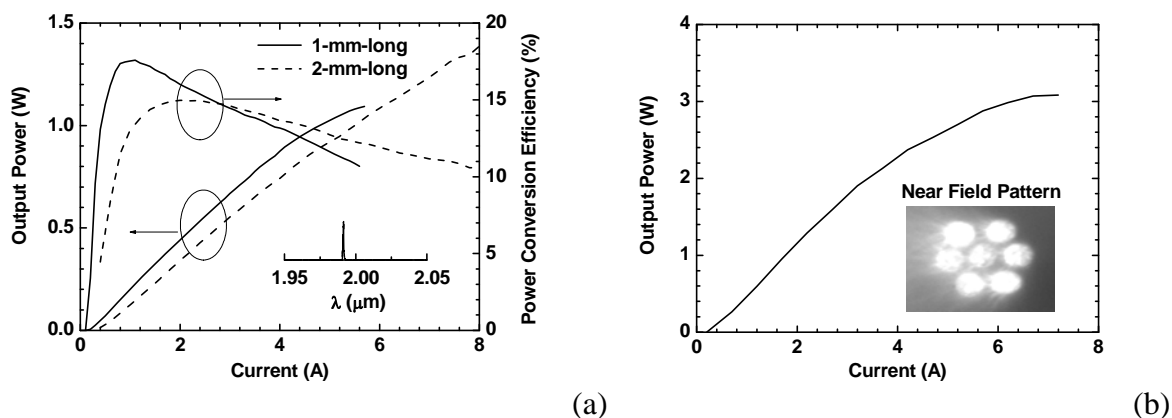 1.5
1.0
0.5
0.0
Output Power (W)
20
15
10
5
0
Power Conversion Efficiency (%)
1-mm-long
2-mm-long
1.95 2.00 2.05
λ (μm)
0 2 4 6 8
Current (A)
(a)
4
3
2
1
0
Output Power (W)
Near Field Pattern
0 2 4 6 8
Current (A)
(b)